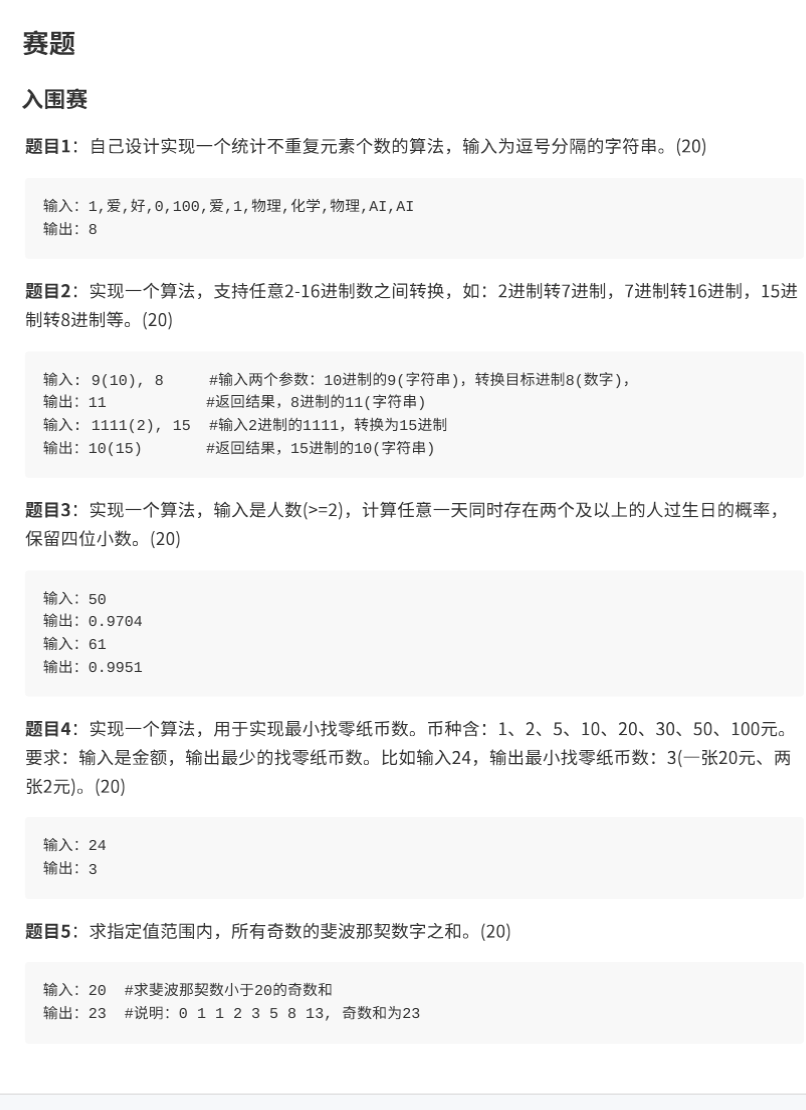 赛题
入围赛
题目1：自己设计实现一个统计不重复元素个数的算法，输入为逗号分隔的字符串。(20)
输入：1,爱,好,0,100,爱,1,物理,化学,物理,AI,AI
输出：8
题目2：实现一个算法，支持任意2-16进制数之间转换，如：2进制转7进制，7进制转16进制，15进
制转8进制等。(20)
输入: 9(10), 8 #输入两个参数: 10进制的9(字符串), 转换目标进制8(数字),
输出：11 #返回结果，8进制的11(字符串)
输入: 1111(2), 15 #输入2进制的1111，转换为15进制
输出：10(15) #返回结果，15进制的10(字符串)
题目3：实现一个算法，输入是人数(>=2)，计算任意一天同时存在两个及以上的人过生日的概率，
保留四位小数。(20)
输入：50
输出：0.9704
输入：61
输出：0.9951
题目4：实现一个算法，用于实现最小找零纸币数。币种含：1、2、5、10、20、30、50、100元。
要求：输入是金额，输出最少的找零纸币数。比如输入24，输出最小找零纸币数：3(一张20元、两
张2元)。(20)
输入：24
输出：3
题目5：求指定值范围内，所有奇数的斐波那契数字之和。(20)
输入：20 #求斐波那契数小于20的奇数和
输出：23 #说明：0 1 1 2 3 5 8 13, 奇数和为23